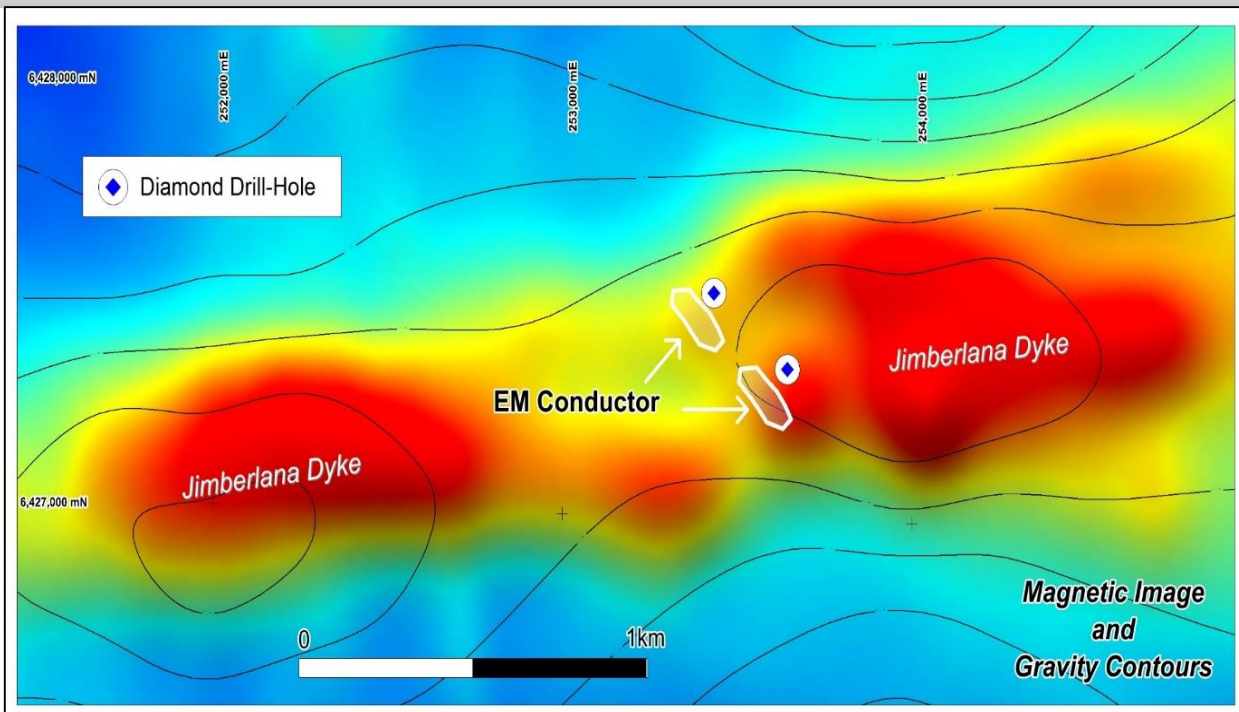 6,428,000 mN
252,000 mE
253,000 mE
254,000 mE
Diamond Drill-Hole
Jimberlana Dyke
EM Conductor
Jimberlana Dyke
6,427,000 mN
0
1km
Magnetic Image
and
Gravity Contours